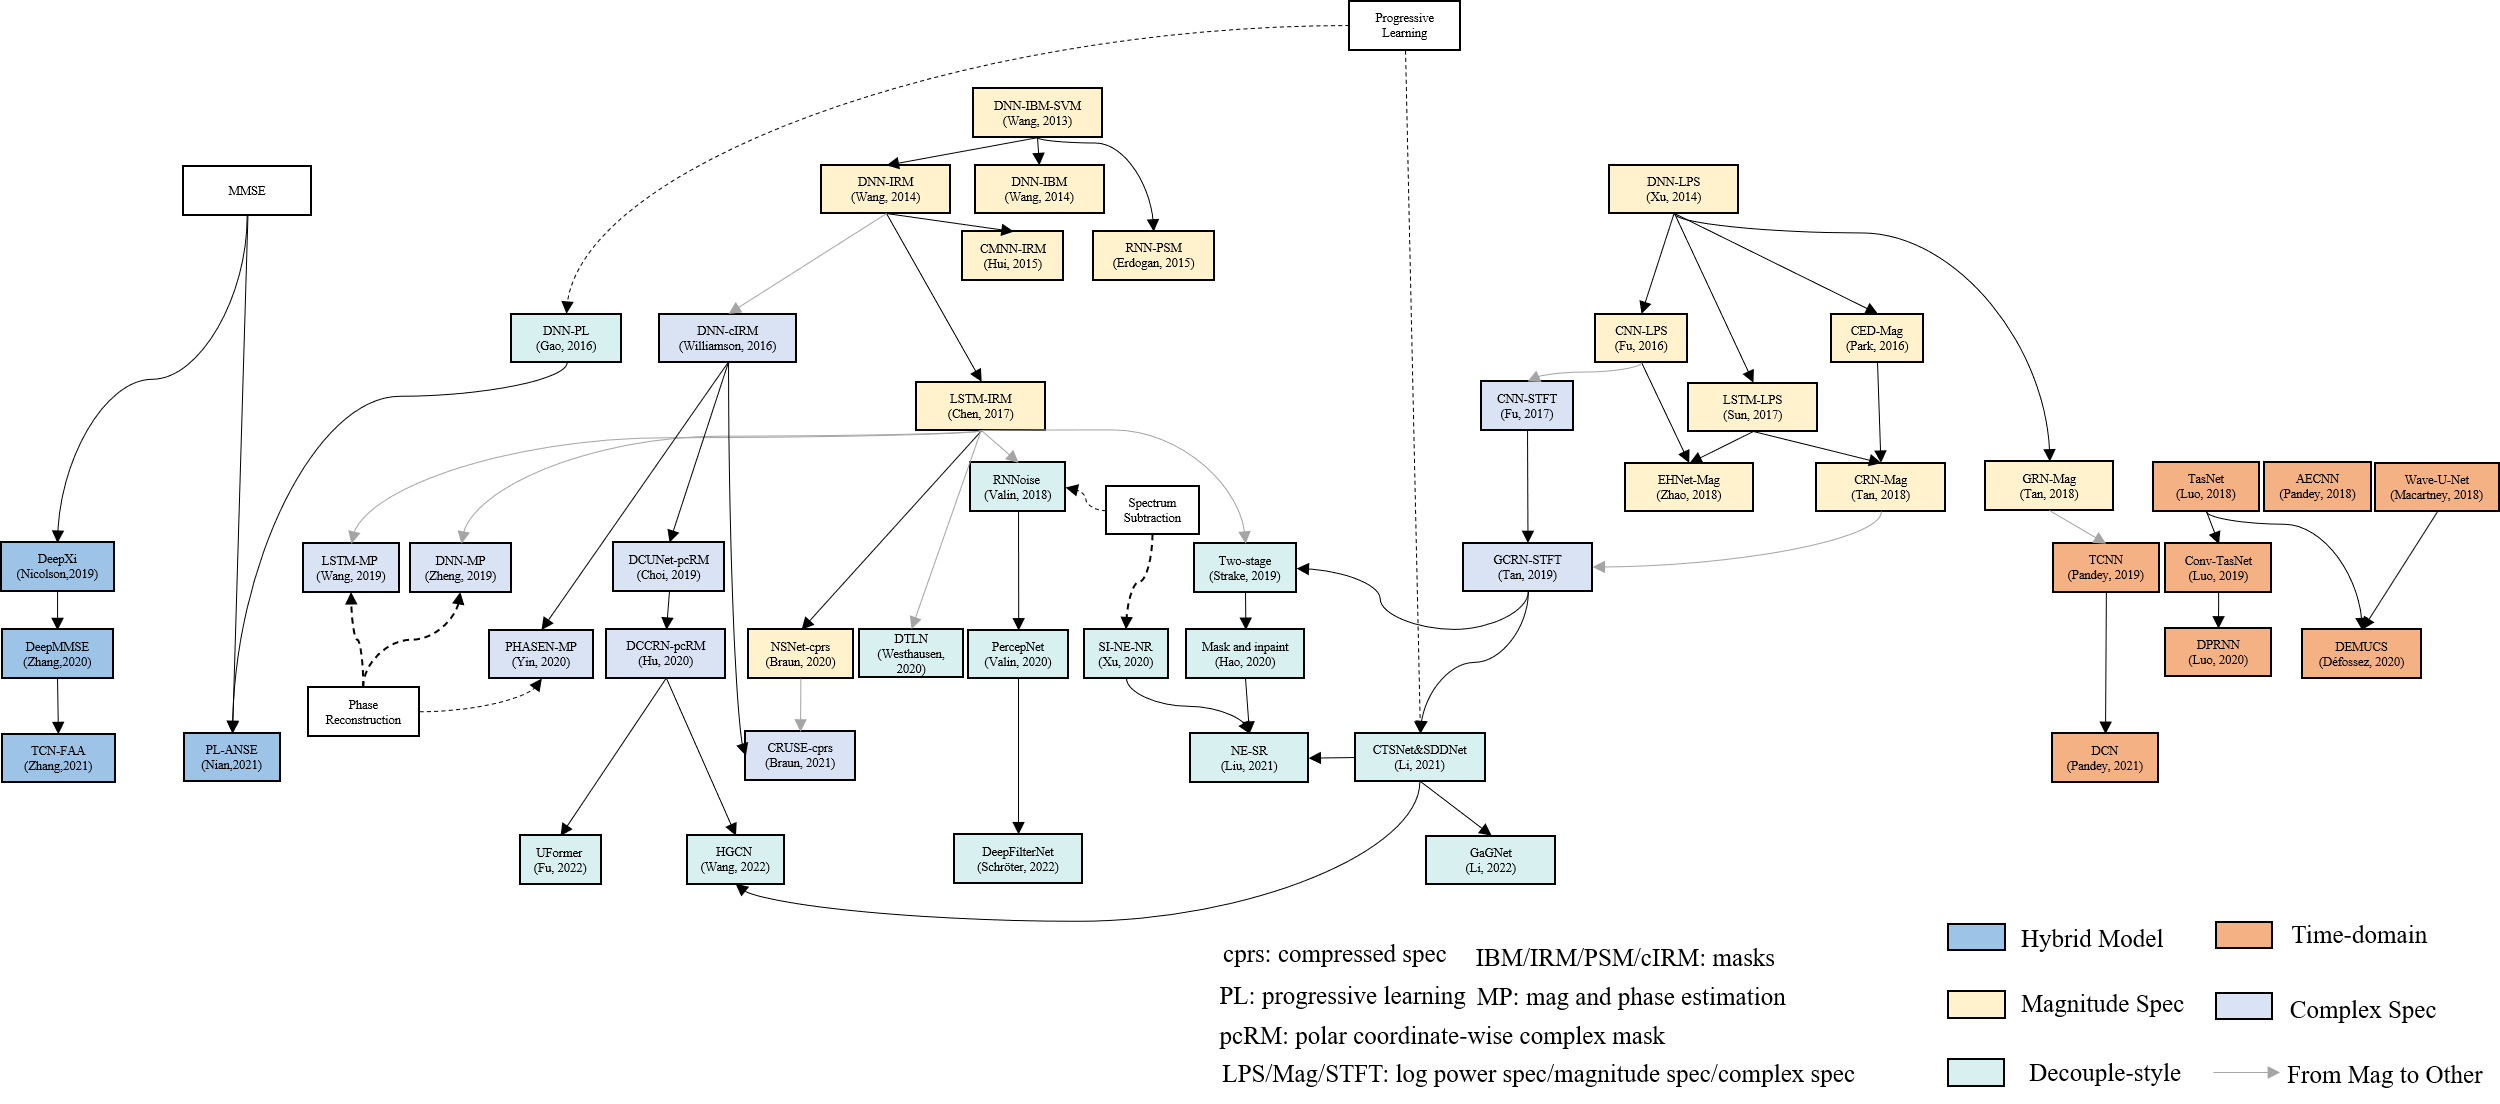 Progressive
Learning
DNN-IBM-SVM
(Wang, 2013)
MMSE
DNN-IRM
(Wang, 2014)
DNN-IBM
(Wang, 2014)
DNN-LPS
(Xu, 2014)
CMNN-IRM
(Hui, 2015)
RNN-PSM
(Erdogan, 2015)
DNN-PL
(Gao, 2016)
DNN-cIRM
(Williamson, 2016)
CNN-LPS
(Fu, 2016)
CED-Mag
(Park, 2016)
LSTM-IRM
(Chen, 2017)
CNN-STFT
(Fu, 2017)
LSTM-LPS
(Sun, 2017)
RNNoise
(Valin, 2018)
Spectrum
Subtraction
EHNet-Mag
(Zhao, 2018)
CRN-Mag
(Tan, 2018)
GRN-Mag
(Tan, 2018)
TasNet
(Luo, 2018)
AECNN
(Pandey, 2018)
Wave-U-Net
(Macartney, 2018)
DeepXi
(Nicolson,2019)
LSTM-MP
(Wang, 2019)
DNN-MP
(Zheng, 2019)
DCUNet-pcRM
(Choi, 2019)
Two-stage
(Strake, 2019)
GCRN-STFT
(Tan, 2019)
TCNN
(Pandey, 2019)
Conv-TasNet
(Luo, 2019)
DeepMMSE
(Zhang,2020)
PHASEN-MP
(Yin, 2020)
DCCRN-pcRM
(Hu, 2020)
NSNet-cprs
(Braun, 2020)
DTLN
(Westhausen,
2020)
PercepNet
(Valin, 2020)
SI-NE-NR
(Xu, 2020)
Mask and inpaint
(Hao, 2020)
DPRNN
(Luo, 2020)
DEMUCS
(Défossez, 2020)
Phase
Reconstruction
TCN-FAA
(Zhang,2021)
PL-ANSE
(Nian,2021)
CRUSE-cprs
(Braun, 2021)
NE-SR
(Liu, 2021)
CTSNet&SDDNet
(Li, 2021)
DCN
(Pandey, 2021)
UFormer
(Fu, 2022)
HGCN
(Wang, 2022)
DeepFilterNet
(Schröter, 2022)
GaGNet
(Li, 2022)
cprs: compressed spec
IBM/IRM/PSM/cIRM: masks
PL: progressive learning
MP: mag and phase estimation
pcRM: polar coordinate-wise complex mask
LPS/Mag/STFT: log power spec/magnitude spec/complex spec
Hybrid Model
Time-domain
Magnitude Spec
Complex Spec
Decouple-style
From Mag to Other